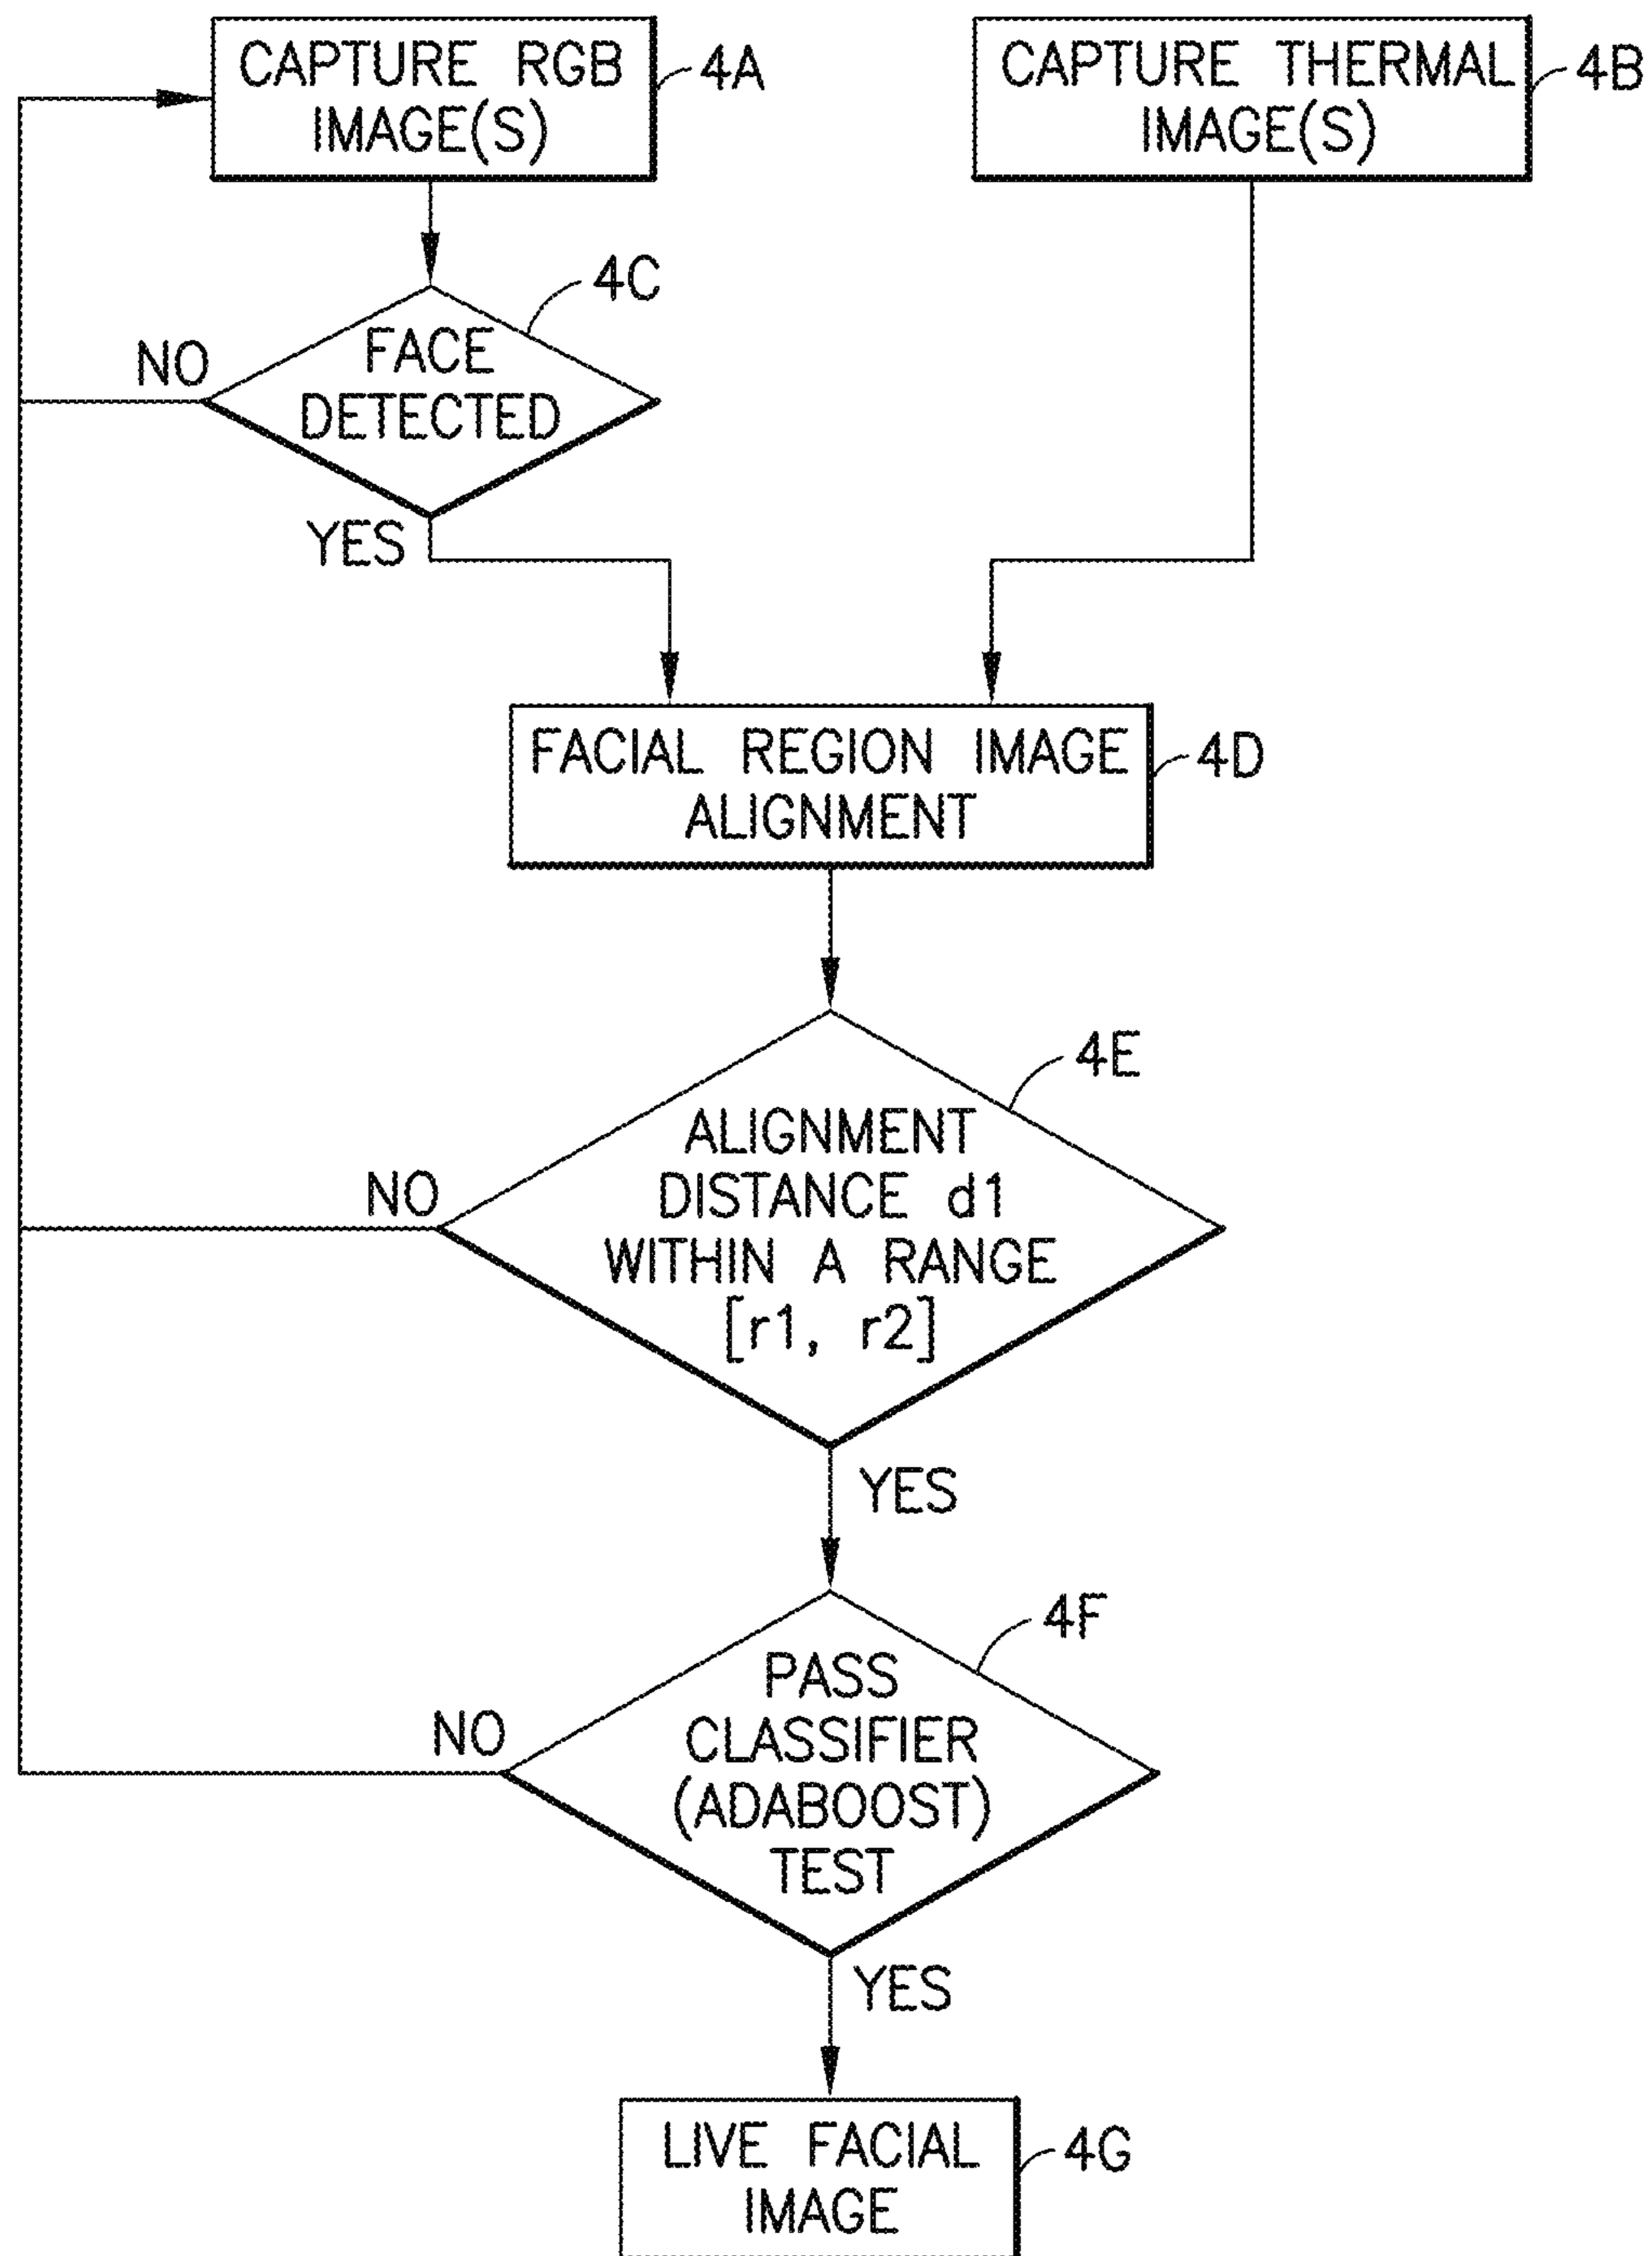 CAPTURE RGB
IMAGE(S)
4A
CAPTURE THERMAL
IMAGE(S)
4B
4C
FACE
DETECTED
NO
YES
FACIAL REGION IMAGE
ALIGNMENT
4D
4E
ALIGNMENT
DISTANCE d1
WITHIN A RANGE
[r1, r2]
NO
YES
4F
PASS
CLASSIFIER
(ADABOOST)
TEST
NO
YES
LIVE FACIAL
IMAGE
4G